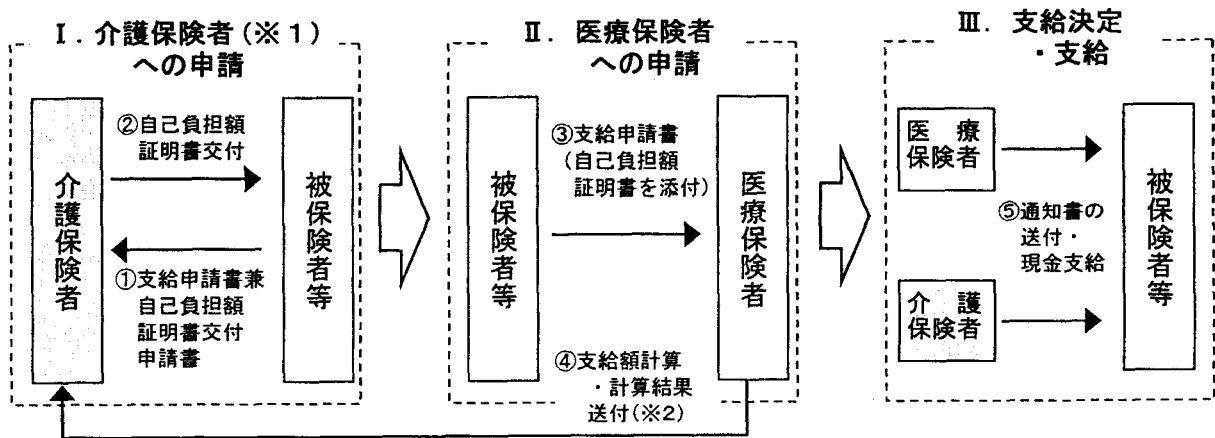 Ⅰ．介護保険者(※１)
への申請
介護保険者
②自己負担額
証明書交付
①支給申請書兼
自己負担額
証明書交付
申請書
被保険者等
Ⅱ．医療保険者
への申請
被保険者等
③支給申請書
(自己負担額
証明書を添付)
④支給額計算
・計算結果
送付(※2)
医療保険者
Ⅲ．支給決定
・支給
医療
保険者
介護
保険者
⑤通知書の
送付・
現金支給
被保険者等